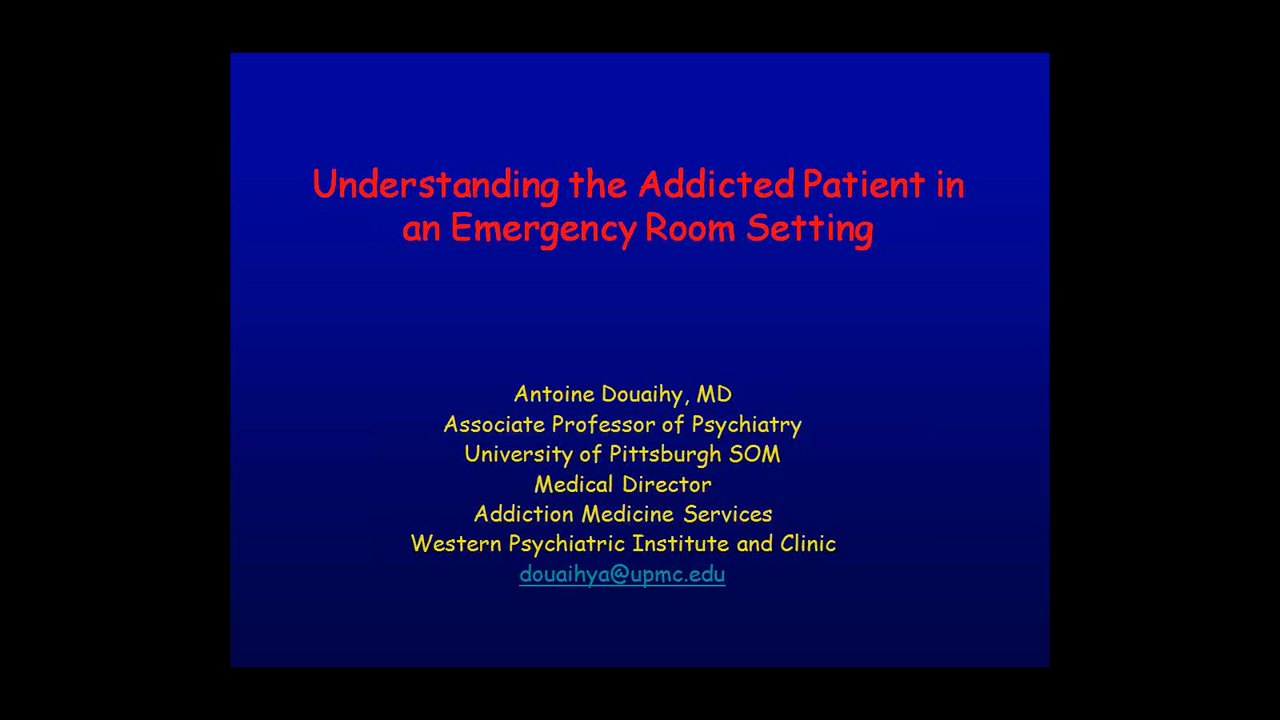 Understanding the Addicted Patient in
an Emergency Room Setting
Antoine Douaihy, MD
Associate Professor of Psychiatry
University of Pittsburgh SOM
Medical Director
Addiction Medicine Services
Western Psychiatric Institute and Clinic
douaihya@upmc.edu